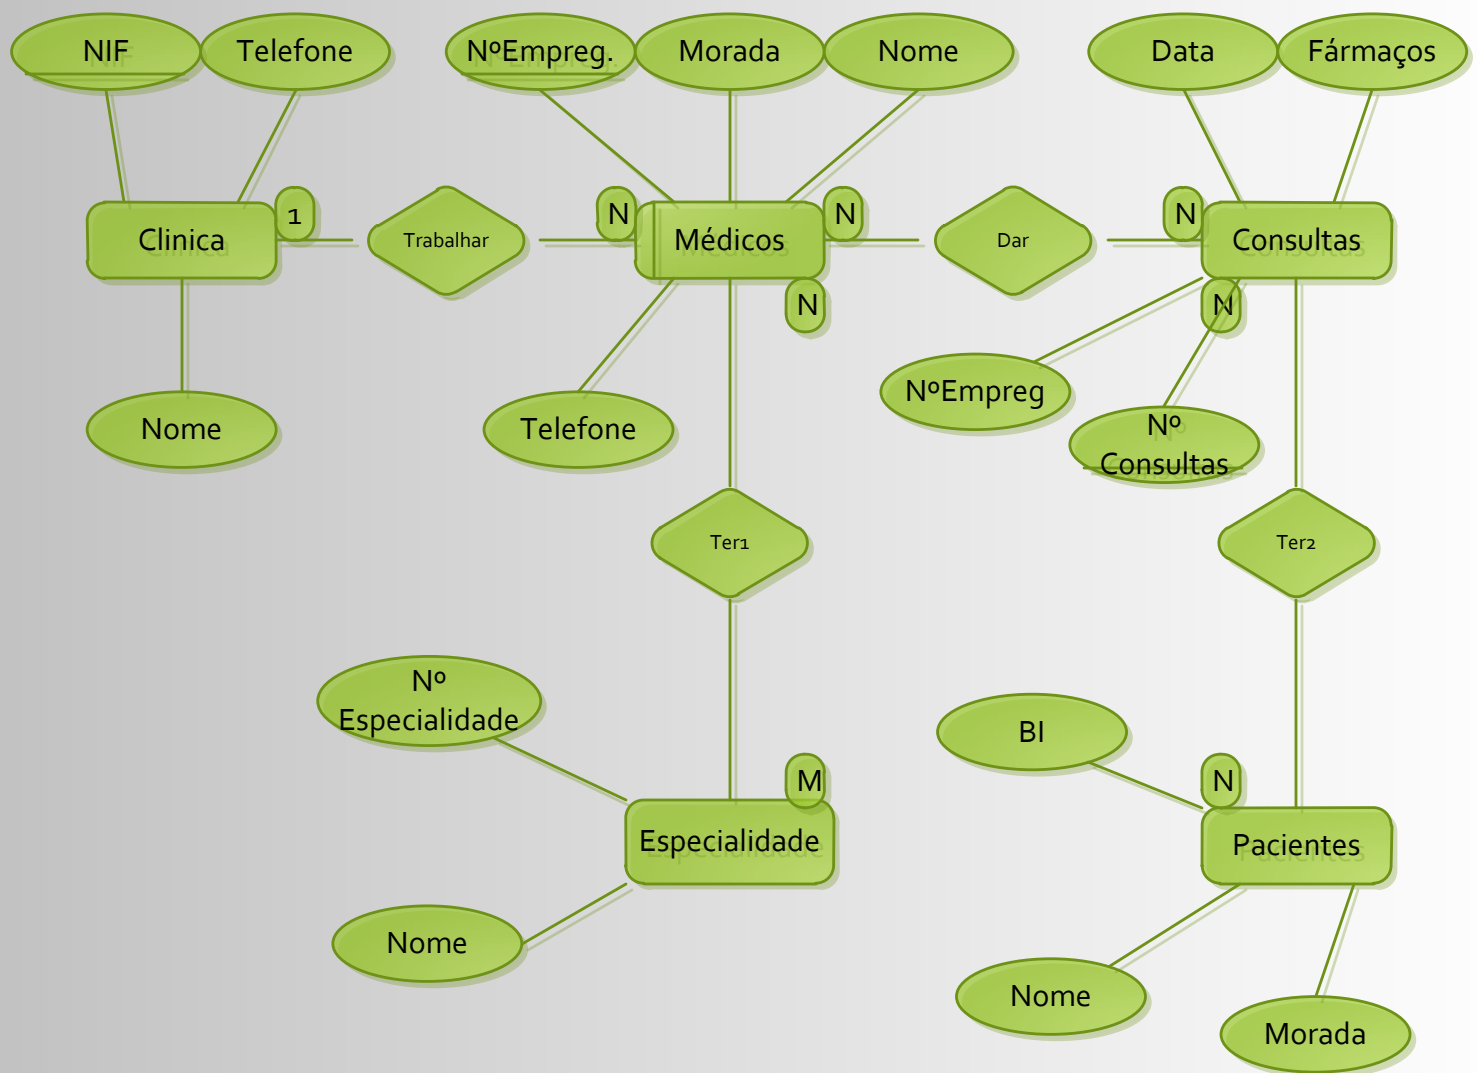 NIF
Telefone
NºEmpreg.
Morada
Nome
Data
Fármaços
1
N
N
N
Clinica
Trabalhar
Médicos
Dar
Consultas
N
N
NºEmpreg
Nome
Telefone
Nº
Consultas
Ter1
Ter2
Nº
Especialidade
BI
M
N
Especialidade
Pacientes
Nome
Nome
Morada